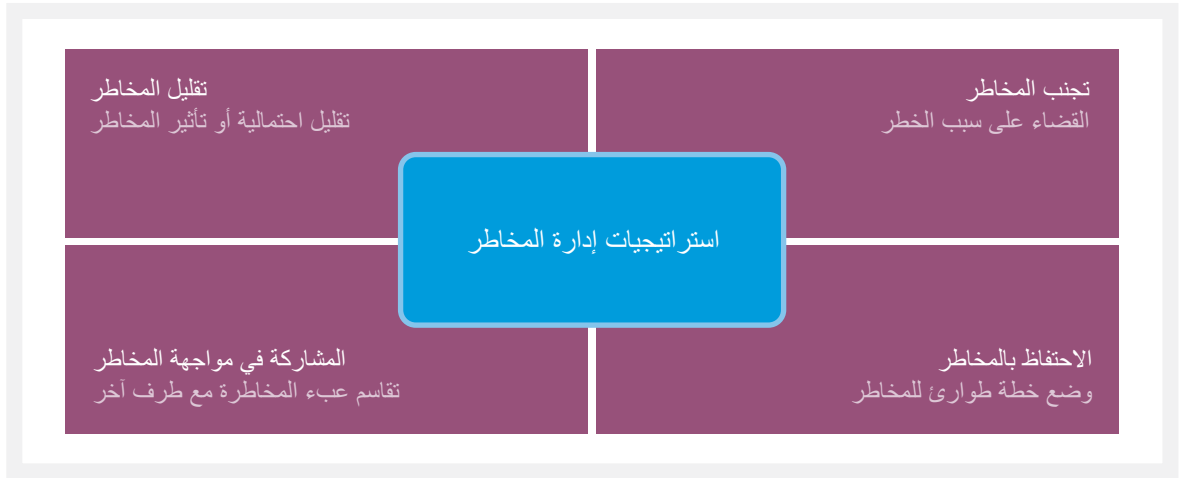 تجنب المخاطر
القضاء على سبب الخطر
تقليل المخاطر
تقليل احتمالية أو تأثير المخاطر
استراتيجيات إدارة المخاطر
الاحتفاظ بالمخاطر
وضع خطة طوارئ للمخاطر
المشاركة في مواجهة المخاطر
تقاسم عبء المخاطرة مع طرف آخر